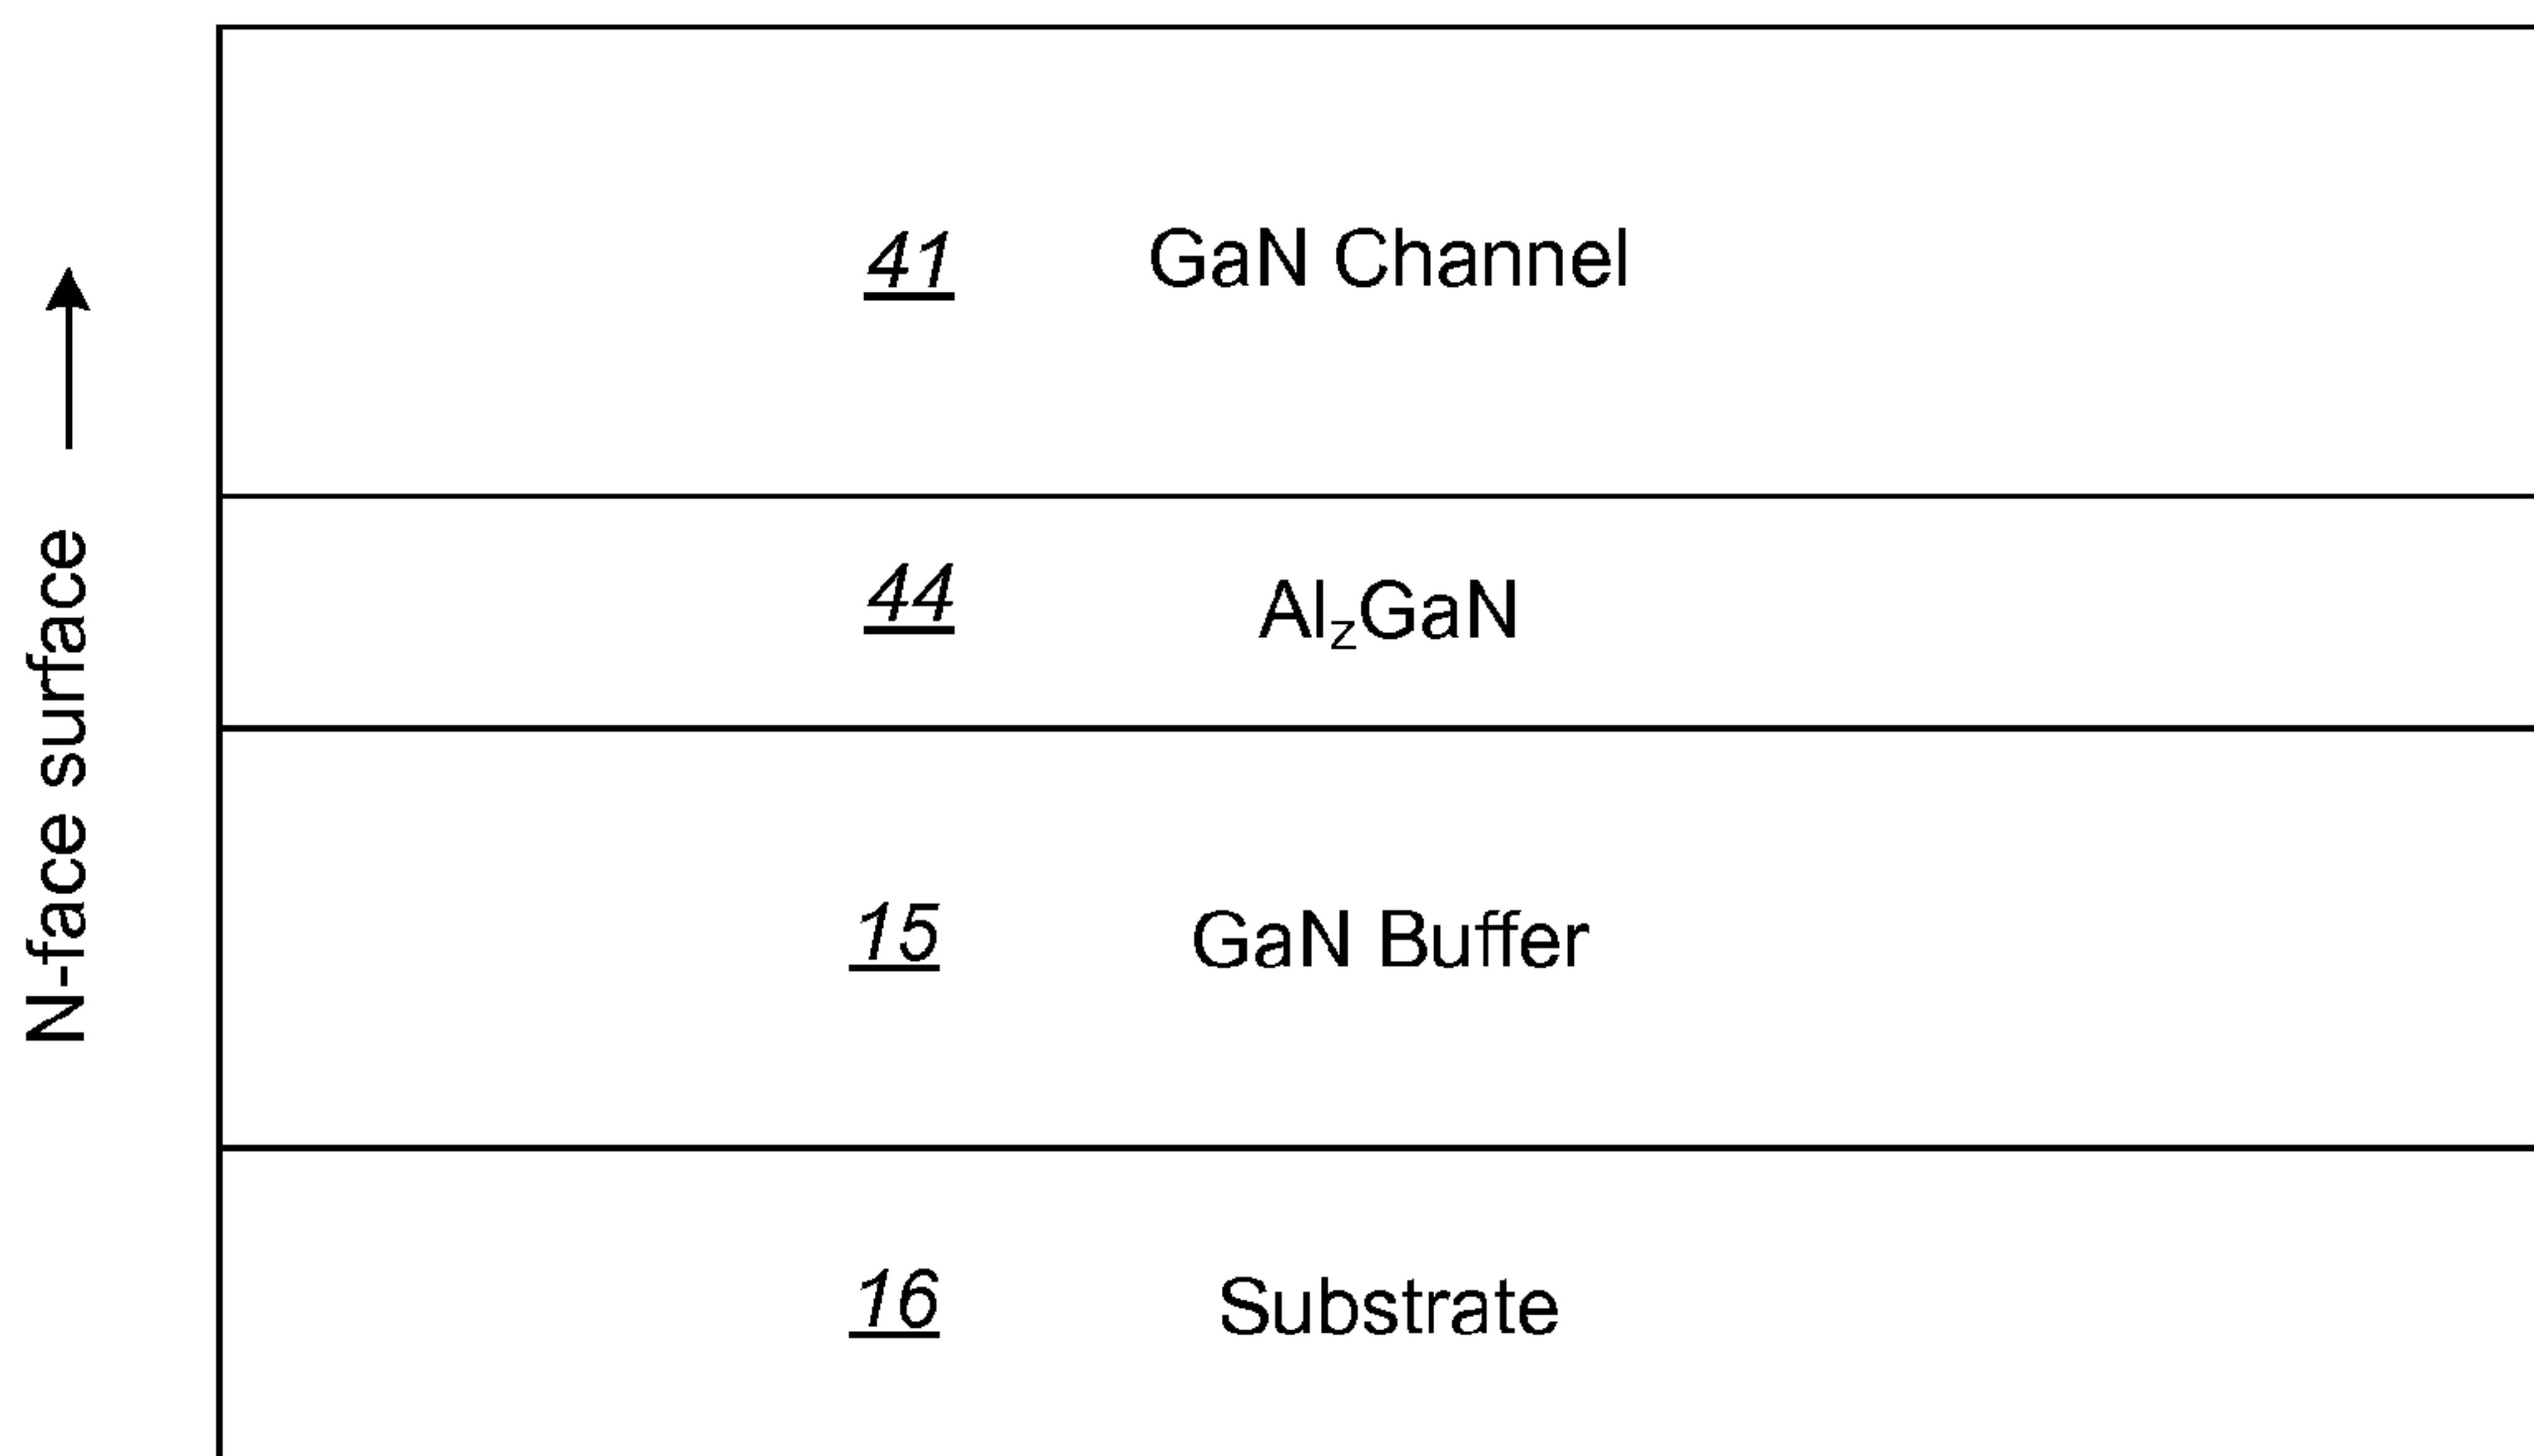 41 GaN Channel
44 AlzGaN
15 GaN Buffer
16 Substrate
N-face surface